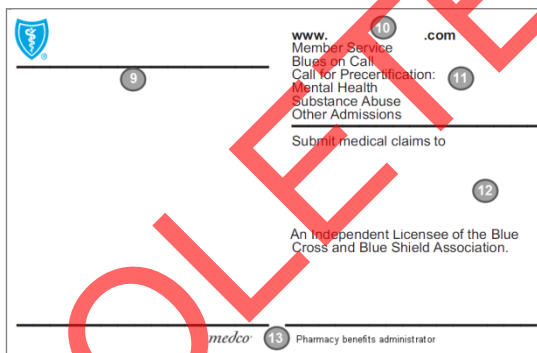 www. 10 .com
Member Service
Blues on Call
Call for Precertification:
Mental Health
Substance Abuse
Other Admissions
9
11
Submit medical claims to
12
An Independent Licensee of the Blue
Cross and Blue Shield Association.
medco 13 Pharmacy benefits administrator
OLETE